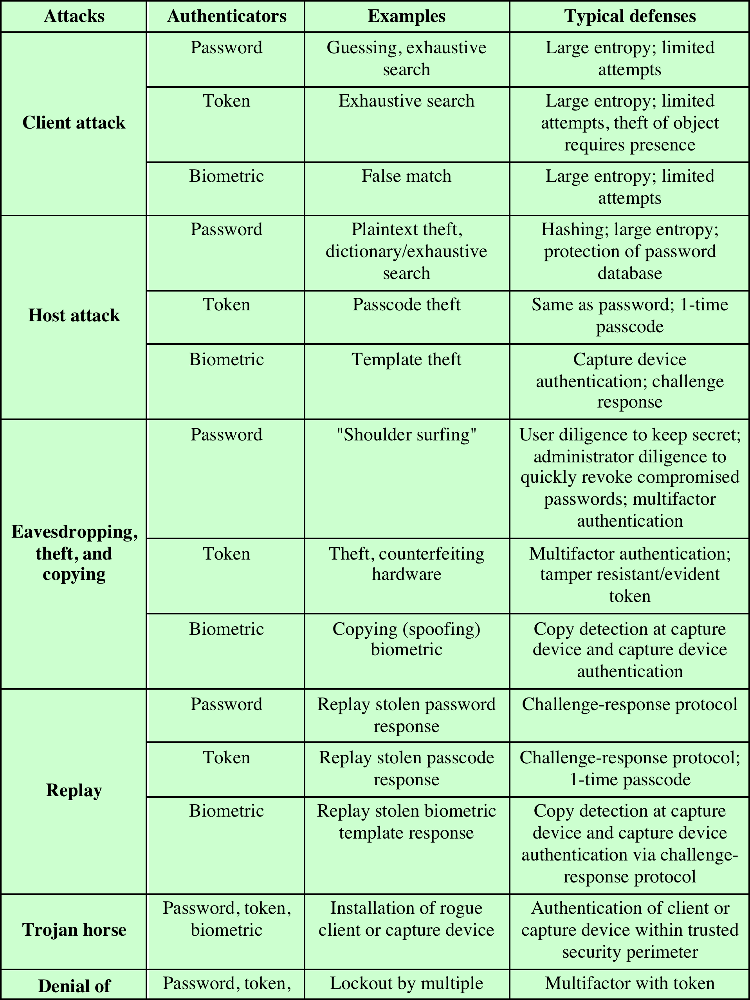 Attacks
Authenticators
Examples
Typical defenses
Client attack
Password
Guessing, exhaustive
search
Large entropy; limited
attempts
Token
Exhaustive search
Large entropy; limited
attempts, theft of object
requires presence
Biometric
False match
Large entropy; limited
attempts
Host attack
Password
Plaintext theft,
dictionary/exhaustive
search
Hashing; large entropy;
protection of password
database
Token
Passcode theft
Same as password; 1-time
passcode
Biometric
Template theft
Capture device
authentication; challenge
response
Eavesdropping,
theft, and
copying
Password
"Shoulder surfing"
User diligence to keep secret;
administrator diligence to
quickly revoke compromised
passwords; multifactor
authentication
Token
Theft, counterfeiting
hardware
Multifactor authentication;
tamper resistant/evident
token
Biometric
Copying (spoofing)
biometric
Copy detection at capture
device and capture device
authentication
Replay
Password
Replay stolen password
response
Challenge-response protocol
Token
Replay stolen passcode
response
Challenge-response protocol;
1-time passcode
Biometric
Replay stolen biometric
template response
Copy detection at capture
device and capture device
authentication via challenge-
response protocol
Trojan horse
Password, token,
biometric
Installation of rogue
client or capture device
Authentication of client or
capture device within trusted
security perimeter
Denial of
Password, token,
Lockout by multiple
Multifactor with token